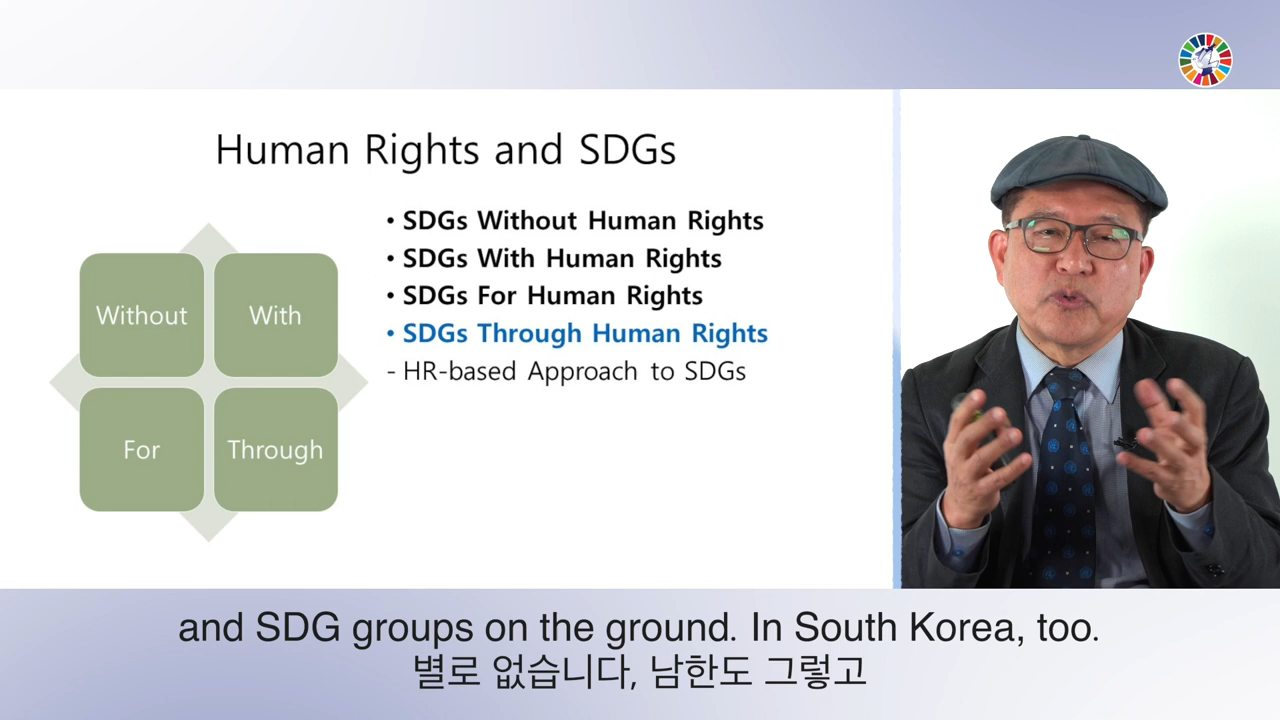 Human Rights and SDGs
Without
With
For
Through
• SDGs Without Human Rights
• SDGs With Human Rights
• SDGs For Human Rights
• SDGs Through Human Rights
- HR-based Approach to SDGs
and SDG groups on the ground. In South Korea, too.
별로 없습니다, 남한도 그렇고